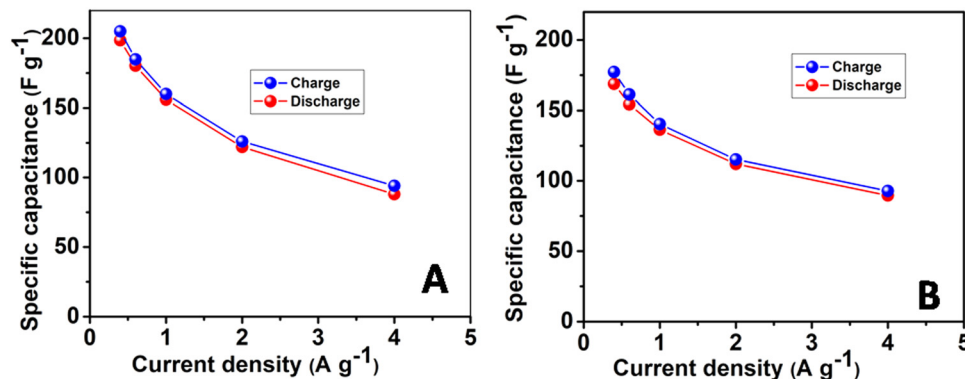 Specific capacitance (F g-1)
200
150
100
50
0
Charge
Discharge
A
0 1 2 3 4 5
Current density (A g-1)
Specific capacitance (F g-1)
200
150
100
50
0
Charge
Discharge
B
0 1 2 3 4 5
Current density (A g-1)